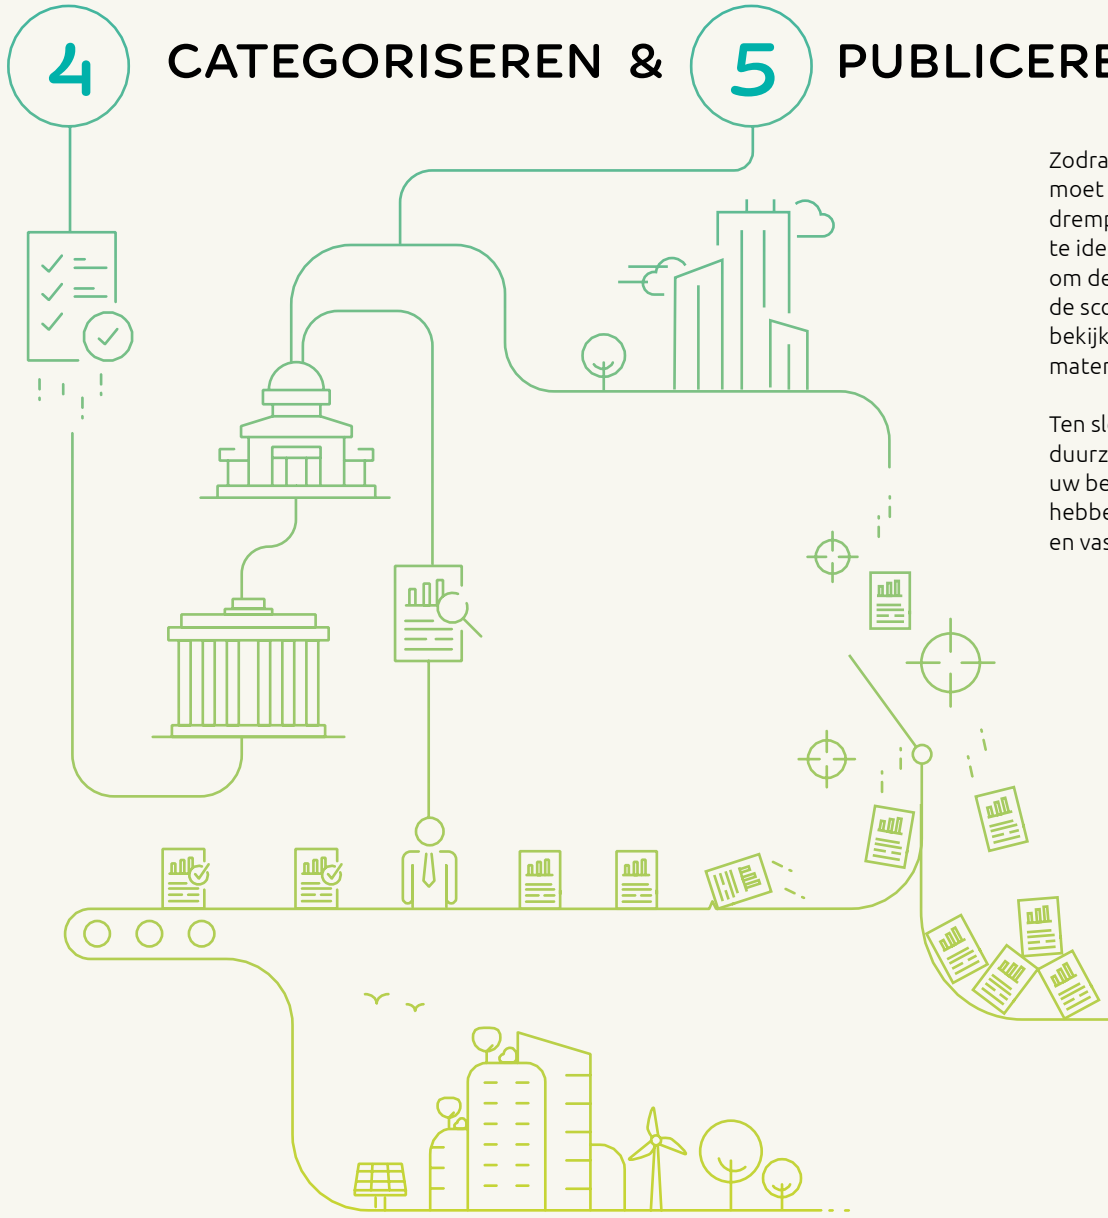 4 CATEGORISEREN & 5 PUBLICERE
Zodra
moet
dremp
te ide
om de
de sco
bekijk
mater
Ten sl
duurz
uw be
hebbe
en vas